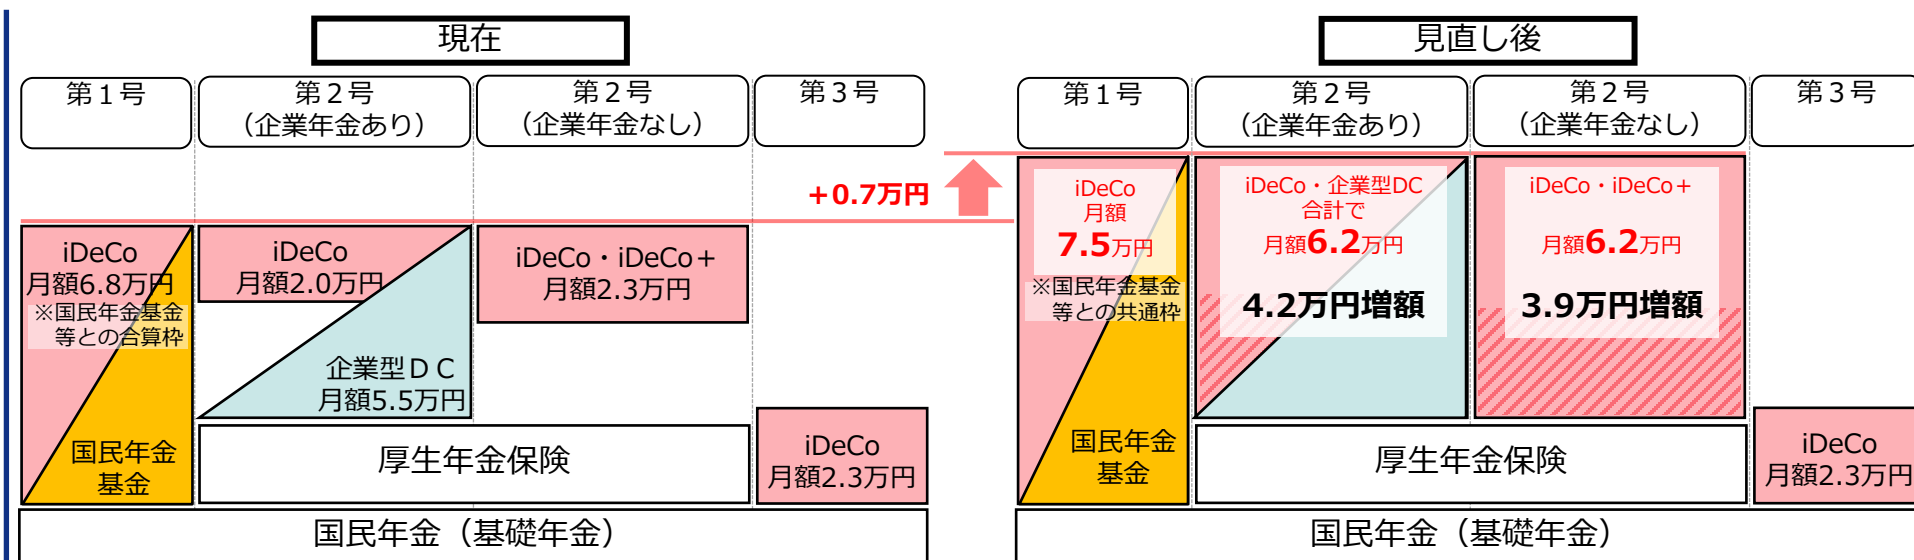 現在
第１号
第２号
（企業年金あり）
第２号
（企業年金なし）
第３号
iDeCo
月額6.8万円
※国民年金基金
等との合算枠
国民年金
基金
iDeCo
月額2.0万円
企業型ＤＣ
月額5.5万円
iDeCo・iDeCo＋
月額2.3万円
厚生年金保険
iDeCo
月額2.3万円
国民年金（基礎年金）
＋0.7万円
見直し後
第１号
第２号
（企業年金あり）
第２号
（企業年金なし）
第３号
iDeCo
月額
7.5万円
※国民年金基金
等との共通枠
国民年金
基金
iDeCo・企業型DC
合計で
月額6.2万円
4.2万円増額
iDeCo・iDeCo＋
月額6.2万円
3.9万円増額
厚生年金保険
iDeCo
月額2.3万円
国民年金（基礎年金）